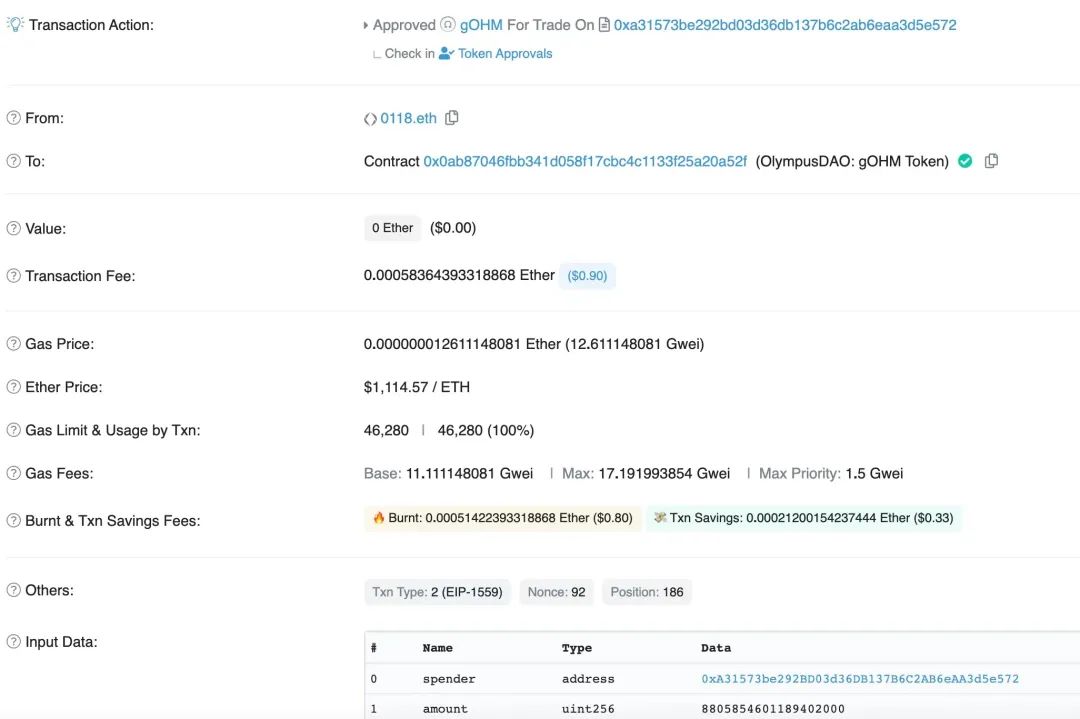 Transaction Action: Approved gOHM For Trade On 0xa31573be292bd03d36db137b6c2ab6eaa3d5e572
Check in Token Approvals
From: 0118.eth
To: Contract 0x0ab87046fbb341d058f17cbc4c1133f25a20a52f (OlympusDAO: gOHM Token)
Value: 0 Ether ($0.00)
Transaction Fee: 0.00058364393318868 Ether ($0.90)
Gas Price: 0.000000012611148081 Ether (12.611148081 Gwei)
Ether Price: $1,114.57 / ETH
Gas Limit & Usage by Txn: 46,280 | 46,280 (100%)
Gas Fees: Base: 11.111148081 Gwei | Max: 17.191993854 Gwei | Max Priority: 1.5 Gwei
Burnt & Txn Savings Fees: 🔥 Burnt: 0.00051422393318868 Ether ($0.80) 💸 Txn Savings: 0.00021200154237444 Ether ($0.33)
Others: Txn Type: 2 (EIP-1559) Nonce: 92 Position: 186
Input Data:
# Name Type Data
0 spender address 0xA31573be292BD03d36DB137B6C2AB6eAA3d5e572
1 amount uint256 8805854601189402000